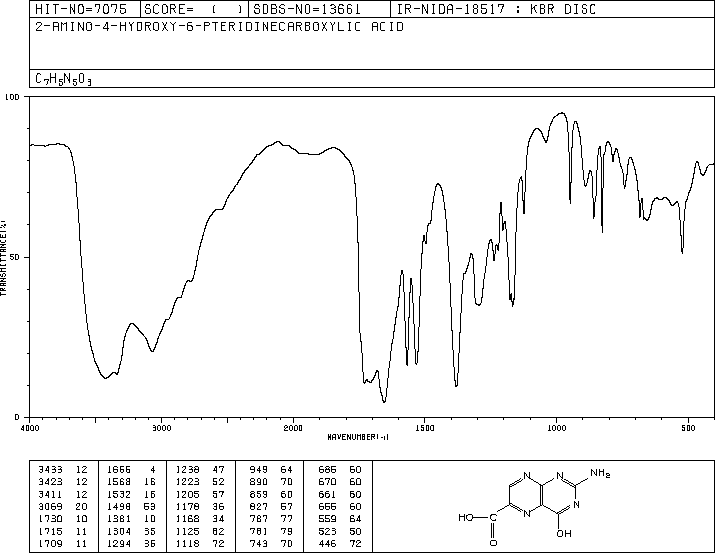 HIT-NO=7075 SCORE= ( ) SDBS-NO=13661 IR-NIDA-18517 : KBR DISC
2-AMINO-4-HYDROXY-6-PTERIDINECARBOXYLIC ACID
C7H5N5O3
100
50
0
TRANSMITTANCE(%)
4000 3000 2000 1500 1000 500
WAVENUMBER(-1)
3433 12 1656 4 1238 47 949 64 686 60
3423 12 1568 16 1223 52 890 70 670 60
3411 12 1532 16 1205 57 859 60 661 60
3069 20 1498 53 1178 36 827 57 656 60
1730 10 1381 10 1168 34 787 77 559 64
1715 11 1304 35 1125 62 781 79 523 50
1709 11 1294 35 1118 72 743 70 446 72
N N NH2
N N
HO C
O OH